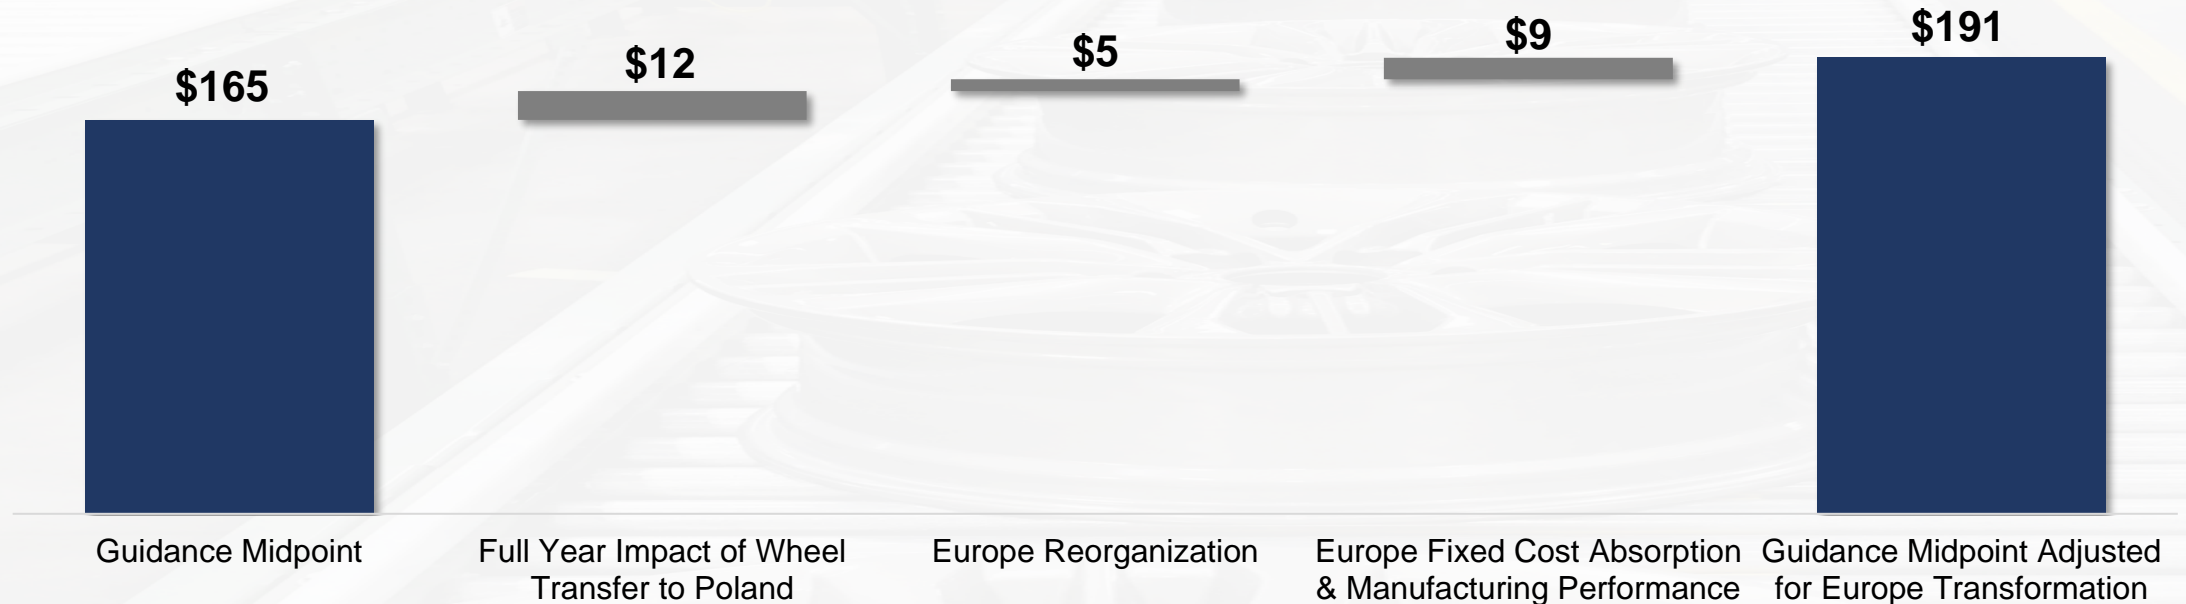 $165
$12
$5
$9
$191
Guidance Midpoint
Full Year Impact of Wheel
Transfer to Poland
Europe Reorganization
Europe Fixed Cost Absorption
& Manufacturing Performance
Guidance Midpoint Adjusted
for Europe Transformation